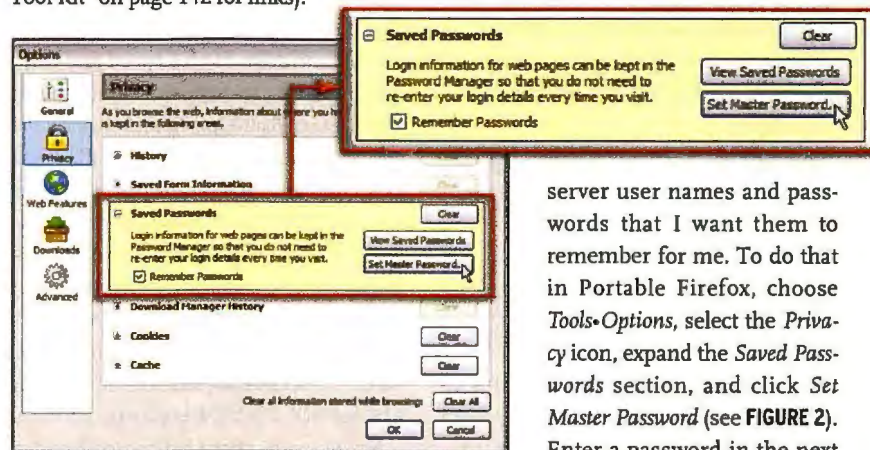 Tool Kit" on page 142 for links).
Saved Passwords
Clear
Login information for web pages can be kept in the
Password Manager so that you do not need to
re-enter your login details every time you visit.
View Saved Passwords
Set Master Password...
Remember Passwords
Options
General
Privacy
Web Features
Downloads
Advanced
Privacy
As you browse the web, information about where you h
is kept in the following areas.
History
Saved Form Information
Saved Passwords
Clear
Login information for web pages can be kept in the
Password Manager so that you do not need to
re-enter your login details every time you visit.
View Saved Passwords
Set Master Password...
Remember Passwords
Download Manager History
Cookies
Clear
Cache
Clear
Clear all information stored while browsing:
Clear All
OK
Cancel
server user names and pass-
words that I want them to
remember for me. To do that
in Portable Firefox, choose
Tools•Options, select the Priva-
cy icon, expand the Saved Pass-
words section, and click Set
Master Password (see FIGURE 2).
Enter a password in the next